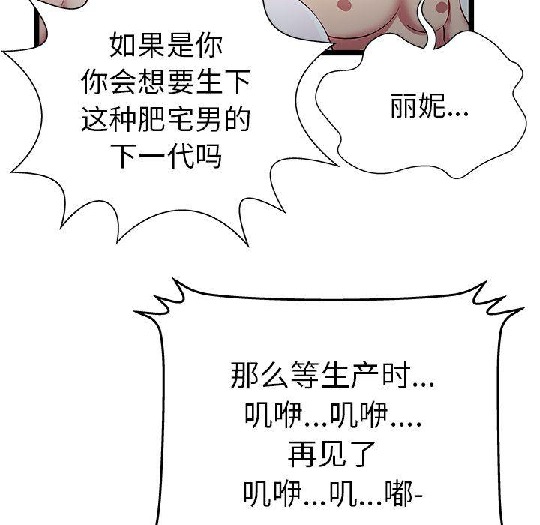 如果是你
你会想要生下
这种肥宅男的
下一代吗
丽妮...
那么等生产时...
叽咿...叽咿....
再见了
叽咿...叽...嘟-